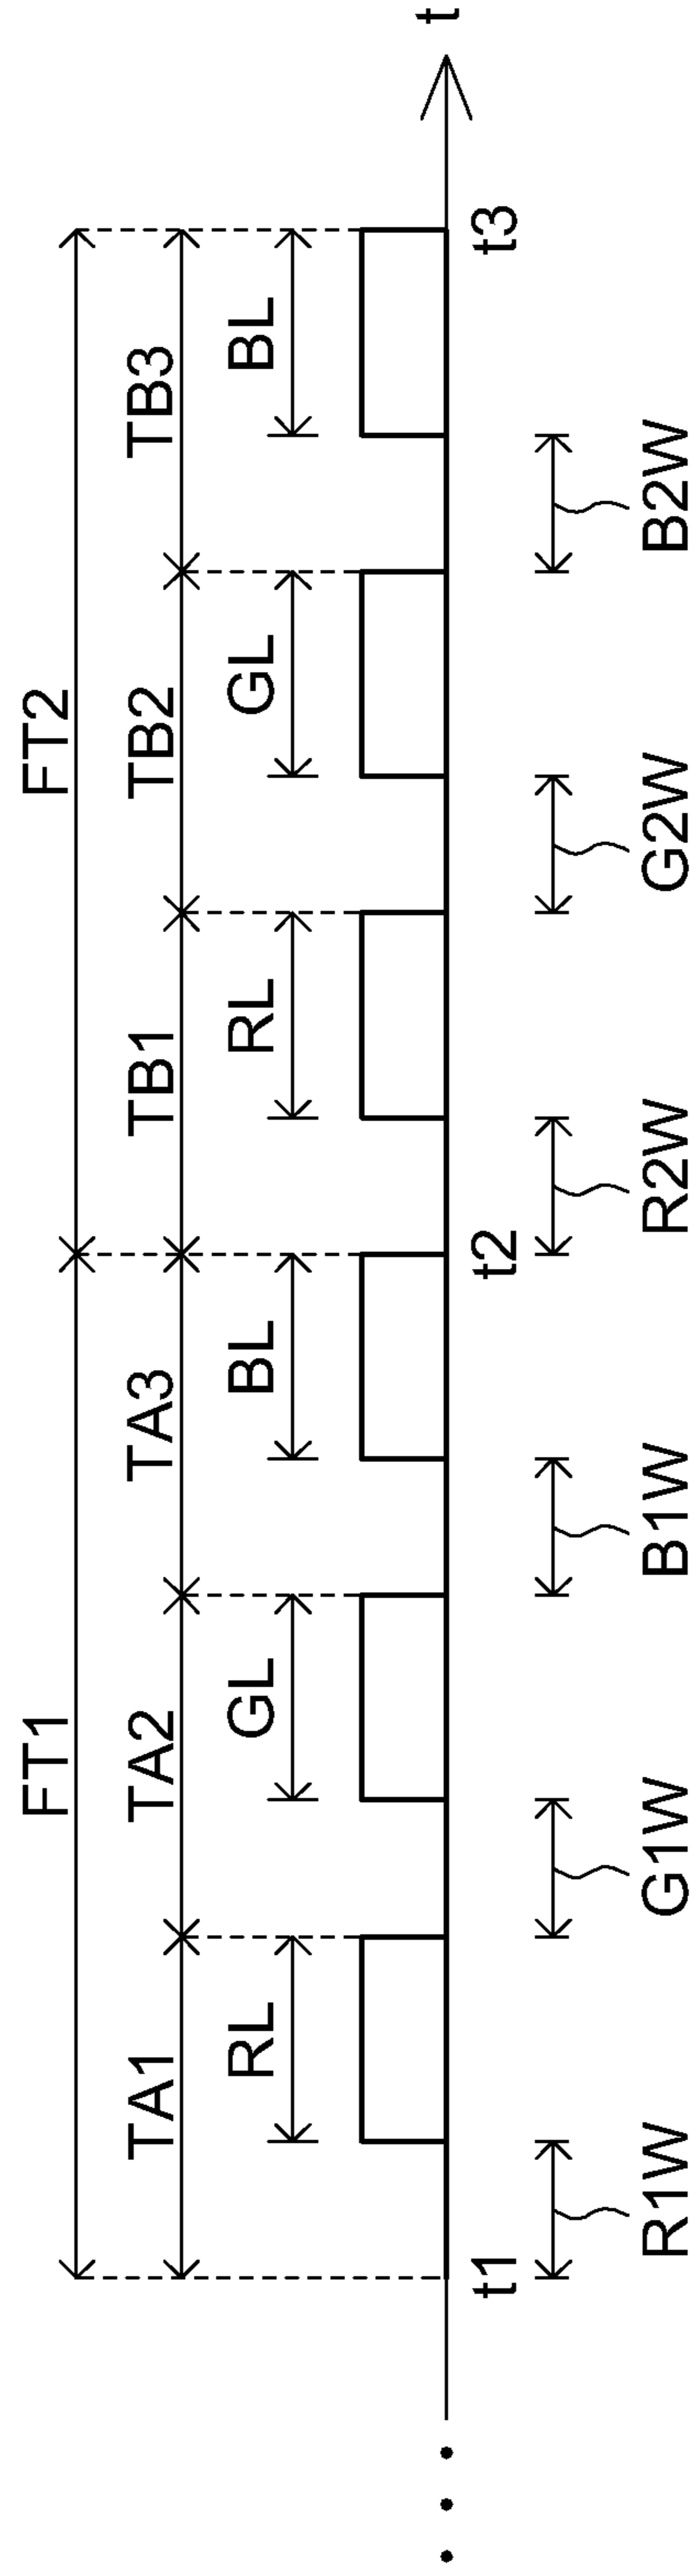 FT1 FT2
TA1 TA2 TA3 TB1 TB2 TB3
RL GL BL RL GL BL
t1 t2 t3 t
R1W G1W B1W R2W G2W B2W